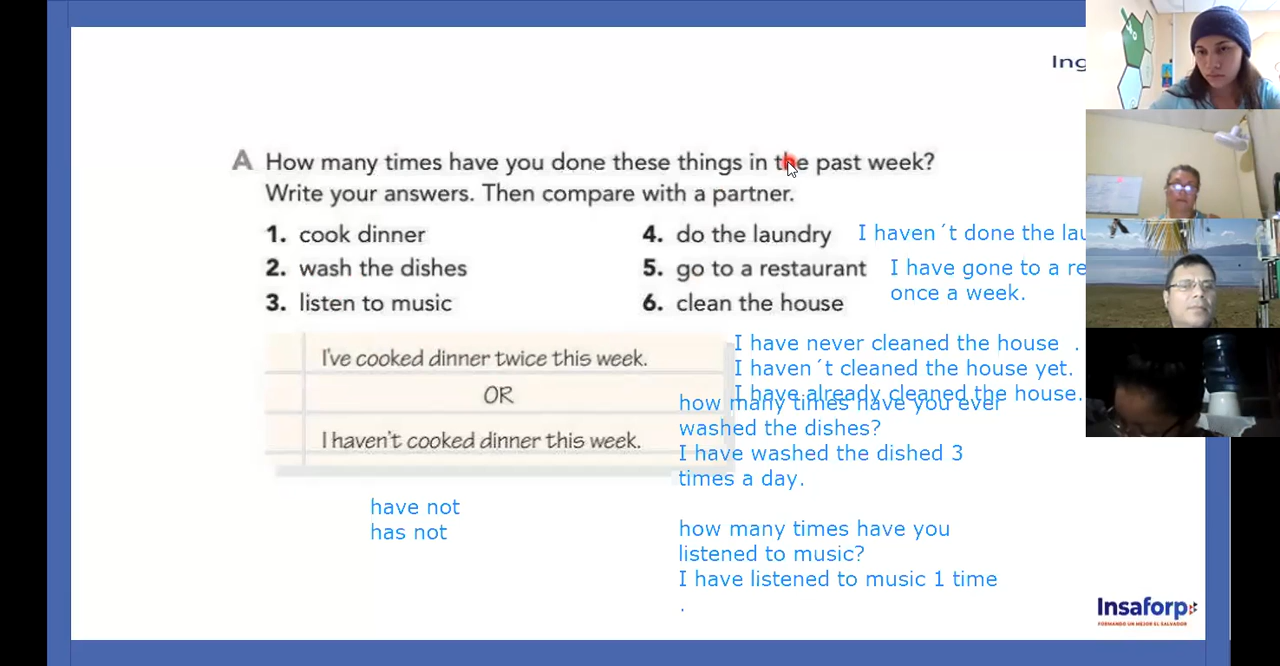 Ing
A How many times have you done these things in the past week?
Write your answers. Then compare with a partner.
1. cook dinner
2. wash the dishes
3. listen to music
4. do the laundry
5. go to a restaurant
6. clean the house
I haven´t done the lau
I have gone to a re
once a week.
I've cooked dinner twice this week.
OR
I haven't cooked dinner this week.
I have never cleaned the house .
I haven´t cleaned the house yet.
I have already cleaned the house.
how many times have you ever
washed the dishes?
I have washed the dished 3
times a day.
how many times have you
listened to music?
I have listened to music 1 time
.
have not
has not
Insaforp
FORMANDO UN MEJOR EL SALVADOR